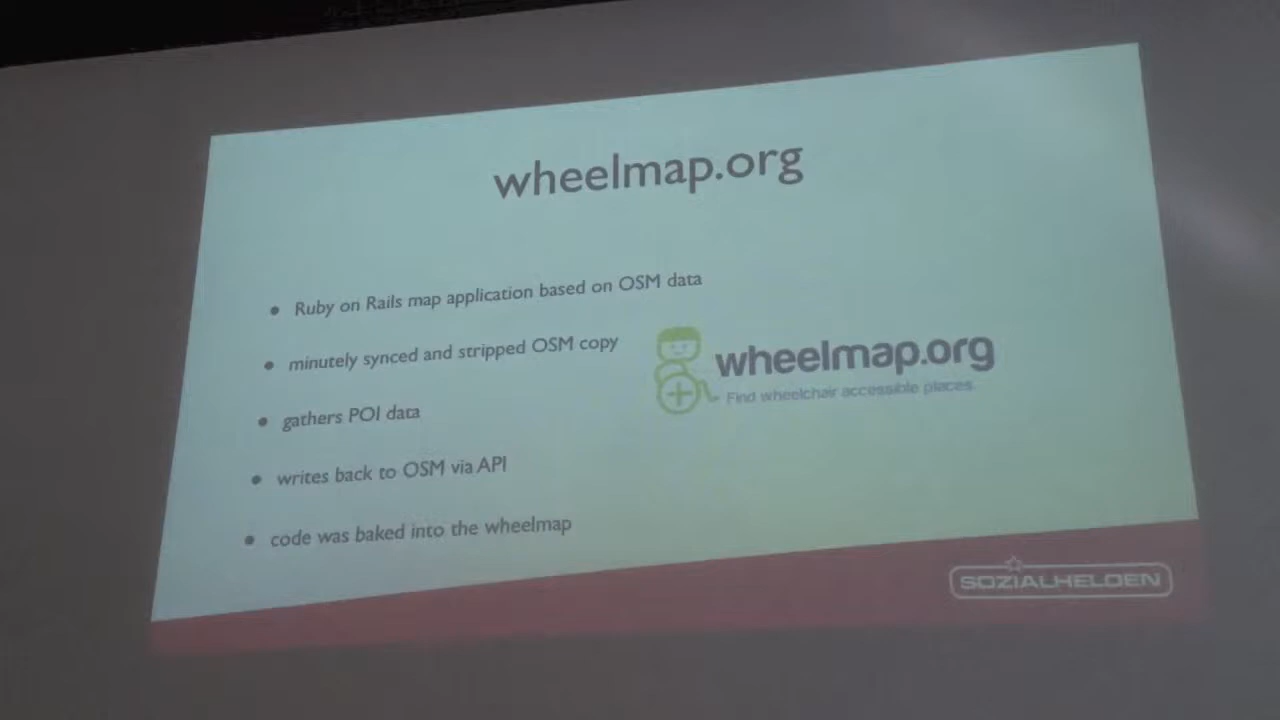 wheelmap.org
• Ruby on Rails map application based on OSM data
• minutely synced and stripped OSM copy
• gathers POI data
• writes back to OSM via API
• code was baked into the wheelmap
wheelmap.org
Find wheelchair accessible places.
SOZIALHELDEN